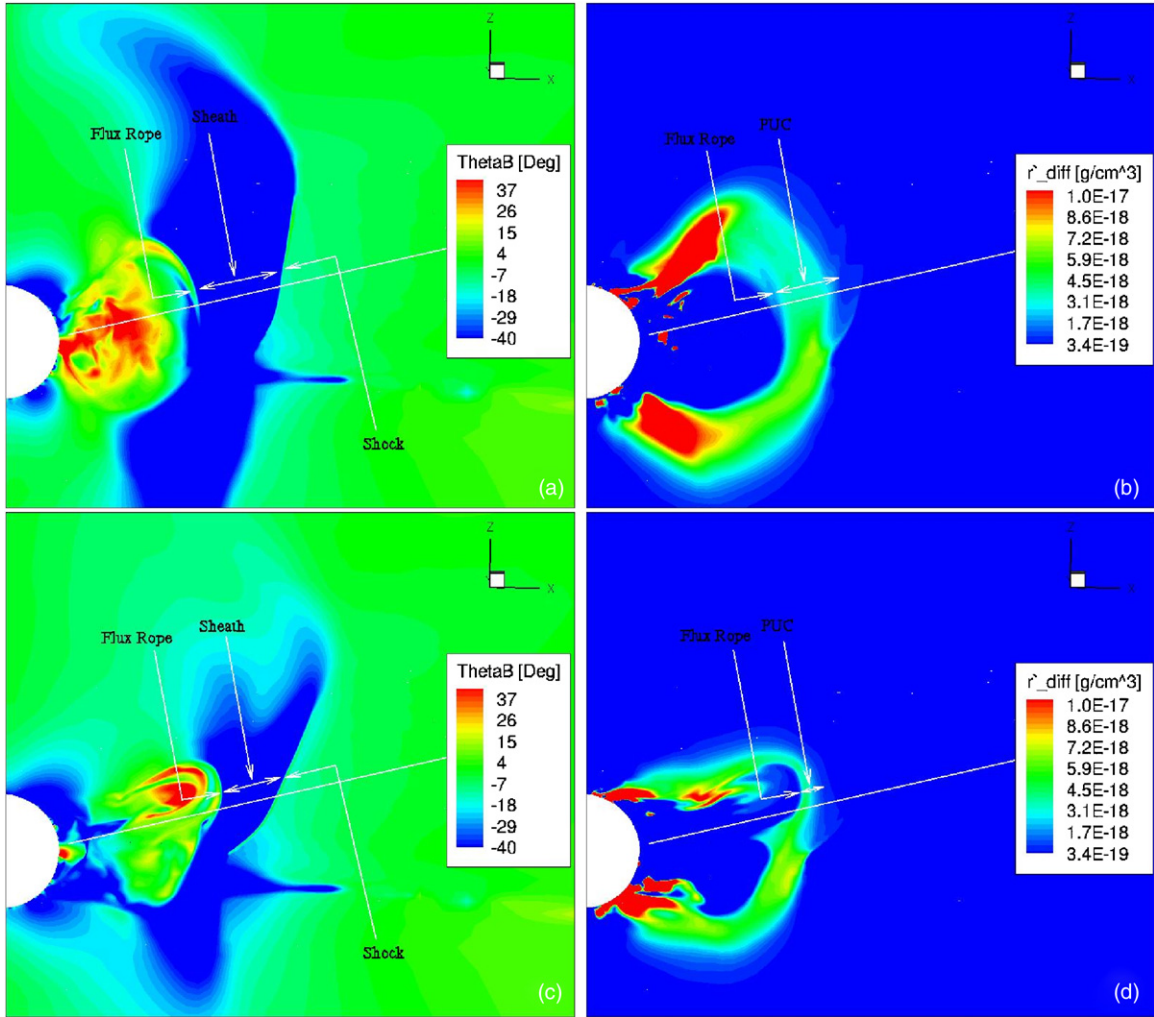 Z
X
Sheath
Flux Rope
ThetaB [Deg]
37
26
15
4
-7
-18
-29
-40
Shock
(a)
Z
X
PUC
Flux Rope
r`_diff [g/cm^3]
1.0E-17
8.6E-18
7.2E-18
5.9E-18
4.5E-18
3.1E-18
1.7E-18
3.4E-19
(b)
Z
X
Sheath
Flux Rope
ThetaB [Deg]
37
26
15
4
-7
-18
-29
-40
Shock
(c)
Z
X
PUC
Flux Rope
r`_diff [g/cm^3]
1.0E-17
8.6E-18
7.2E-18
5.9E-18
4.5E-18
3.1E-18
1.7E-18
3.4E-19
(d)